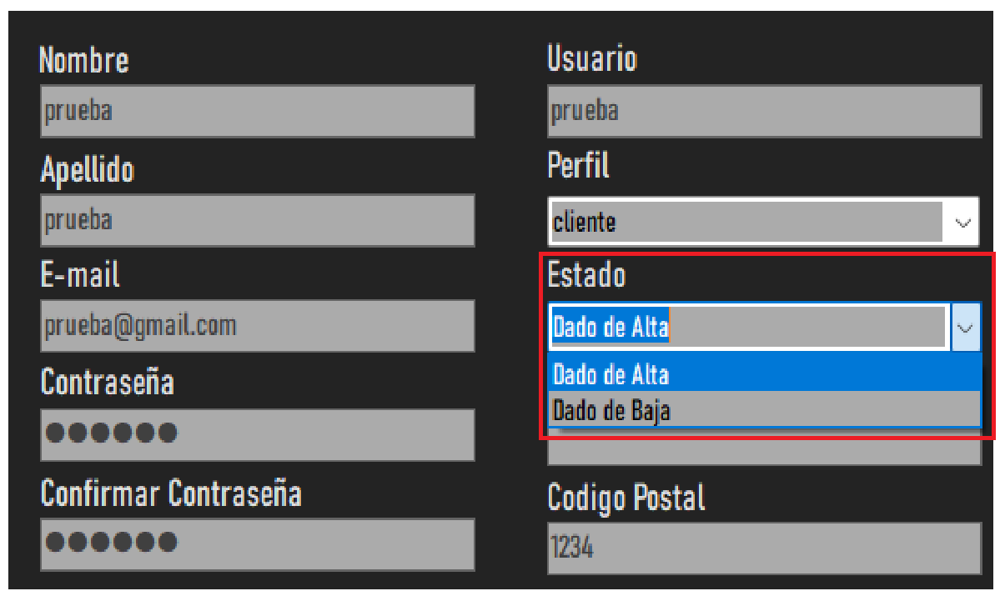 Nombre
prueba
Apellido
prueba
E-mail
prueba@gmail.com
Contraseña
●●●●●●
Confirmar Contraseña
●●●●●●
Usuario
prueba
Perfil
cliente
Estado
Dado de Alta
Dado de Alta
Dado de Baja
Codigo Postal
1234